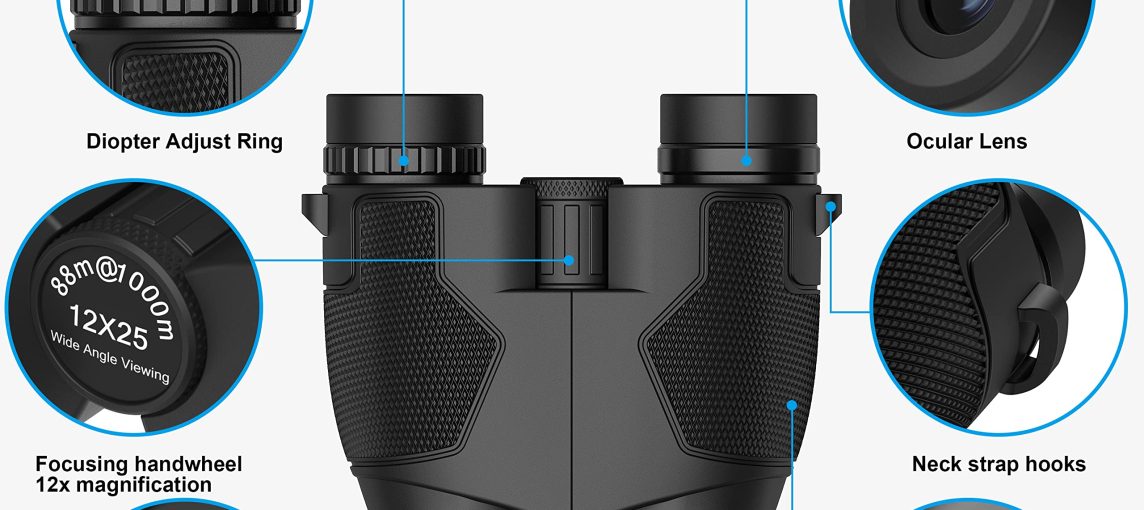 Diopter Adjust Ring
Ocular Lens
88m@1000m
12X25
Wide Angle Viewing
Focusing handwheel
12x magnification
Neck strap hooks